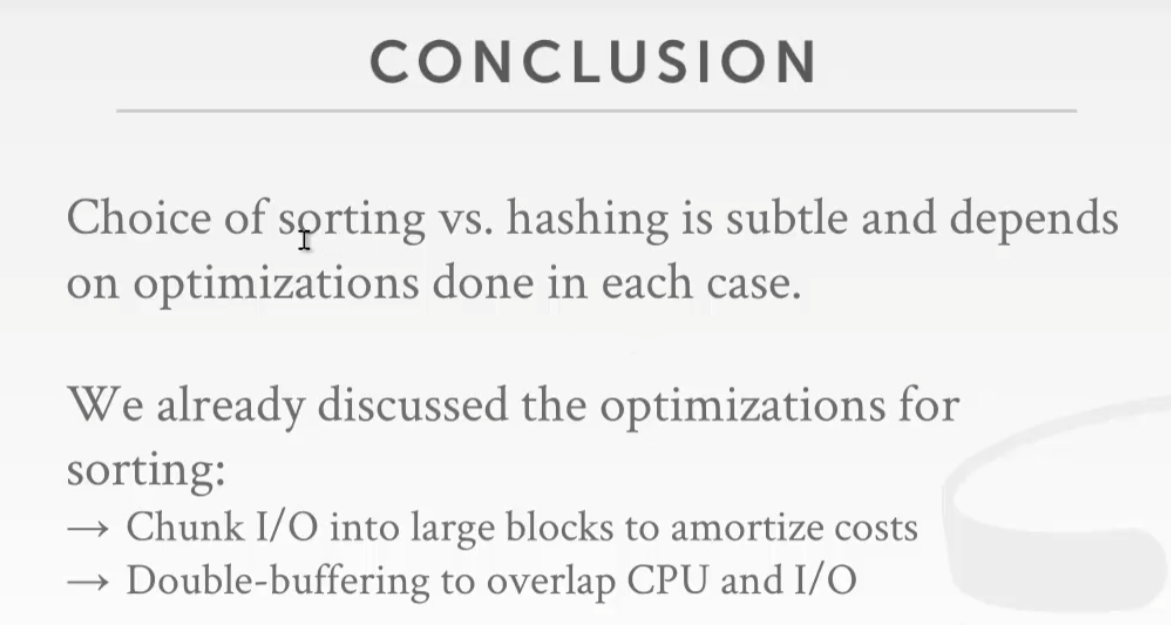 CONCLUSION
Choice of sorting vs. hashing is subtle and depends
on optimizations done in each case.
We already discussed the optimizations for
sorting:
→ Chunk I/O into large blocks to amortize costs
→ Double-buffering to overlap CPU and I/O